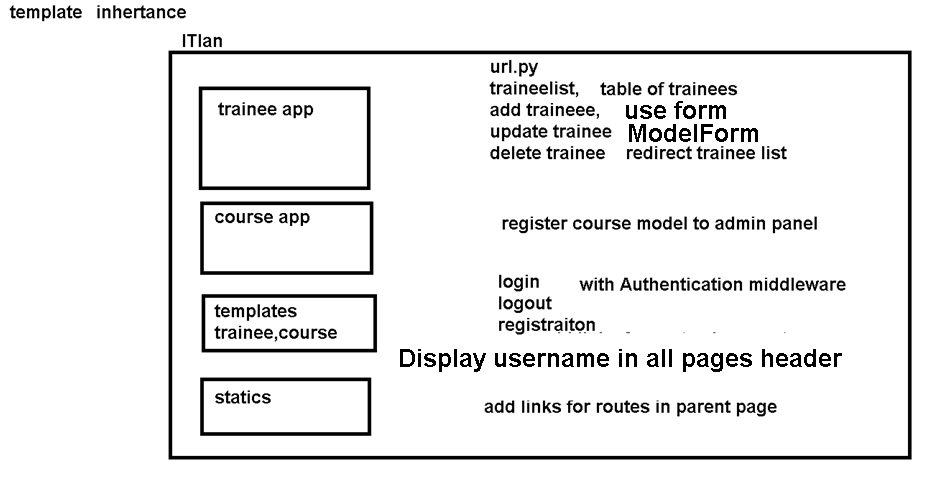 template inhertance
ITIan
url.py
trainee app
traineelist, table of trainees
add traineee, use form
update trainee ModelForm
delete trainee redirect trainee list
course app
register course model to admin panel
login with Authentication middleware
logout
templates
trainee,course
registraiton
Display username in all pages header
statics
add links for routes in parent page